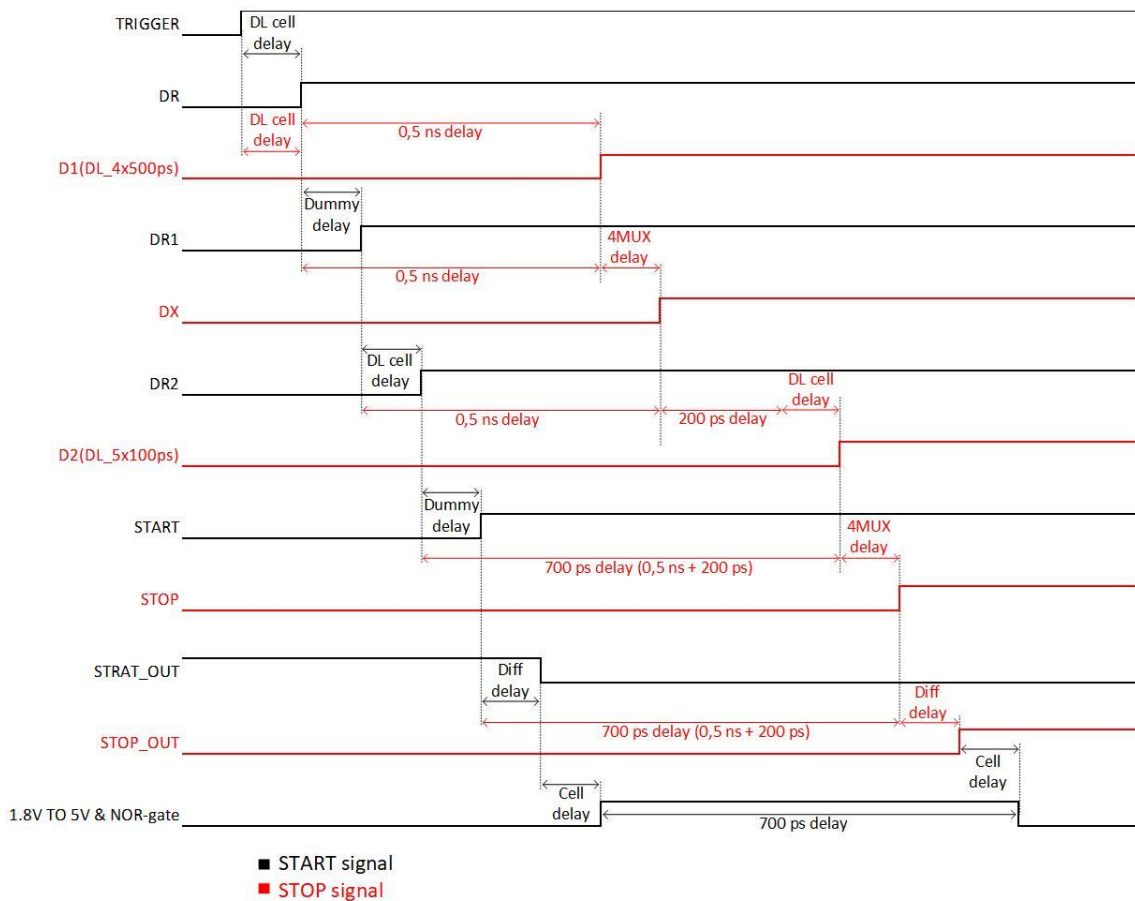 TRIGGER
DL cell
delay
DR
DL cell
delay
0,5 ns delay
D1(DL_4x500ps)
Dummy
delay
DR1
4MUX
delay
0,5 ns delay
DX
DL cell
delay
DR2
DL cell
delay
0,5 ns delay
200 ps delay
D2(DL_5x100ps)
Dummy
delay
START
4MUX
delay
700 ps delay (0,5 ns + 200 ps)
STOP
STRAT_OUT
Diff
delay
Diff
delay
700 ps delay (0,5 ns + 200 ps)
STOP_OUT
Cell
delay
Cell
delay
1.8V TO 5V & NOR-gate
700 ps delay
START signal
STOP signal